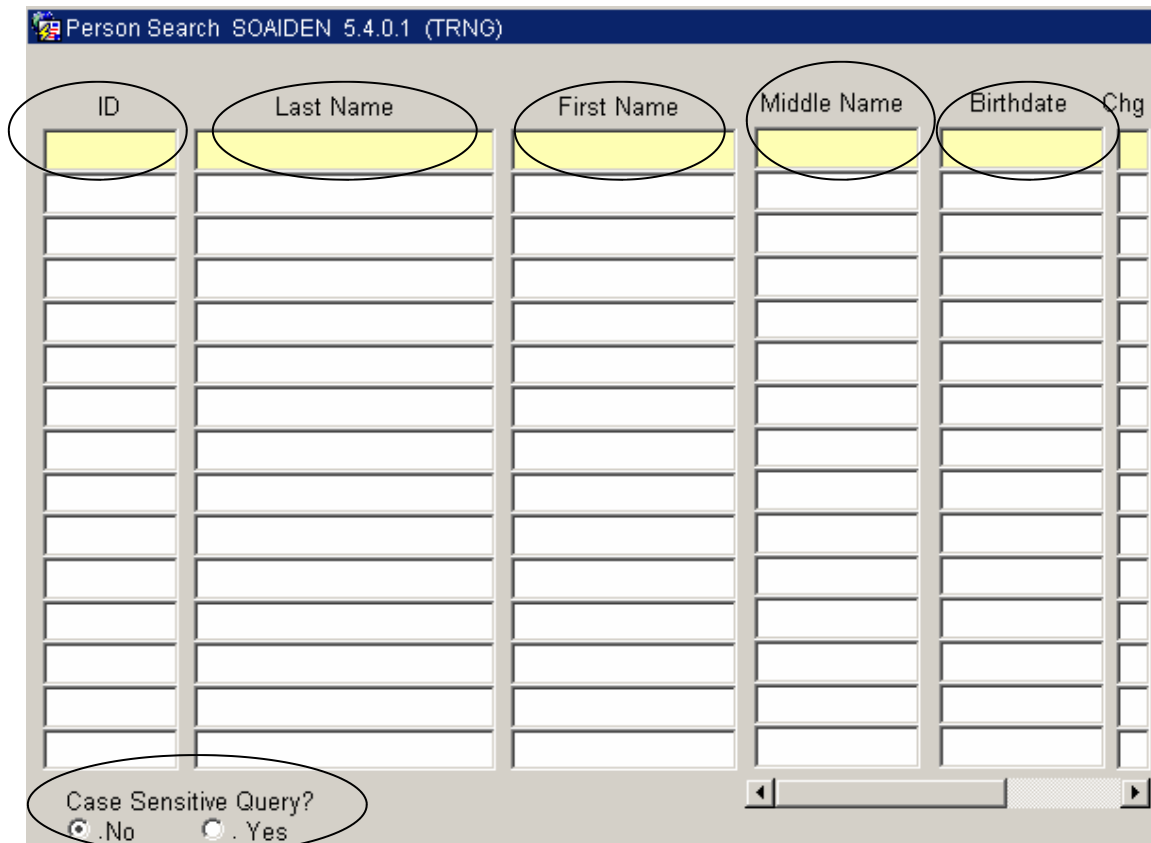 Person Search SOAIDEN 5.4.0.1 (TRNG)
ID Last Name First Name Middle Name Birthdate Chg
Case Sensitive Query?
.No . Yes